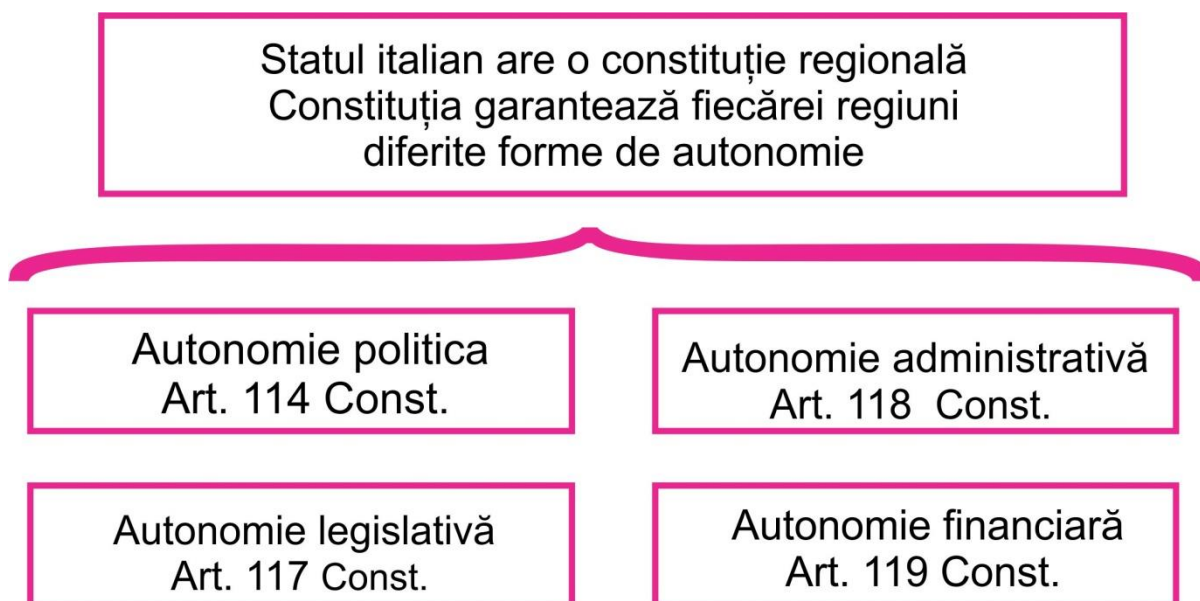 Statul italian are o constituție regională
Constituția garantează fiecărei regiuni
diferite forme de autonomie
Autonomie politica
Art. 114 Const.
Autonomie administrativă
Art. 118 Const.
Autonomie legislativă
Art. 117 Const.
Autonomie financiară
Art. 119 Const.